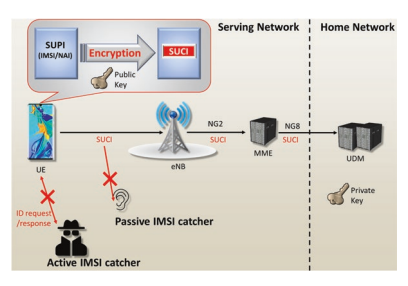 Serving Network
Home Network
SUPI
(IMSI/NAI)
Encryption
SUCI
Public
Key
UE
SUCI
eNB
NG2
SUCI
MME
NG8
SUCI
UDM
Private
Key
ID request
/response
Passive IMSI catcher
Active IMSI catcher